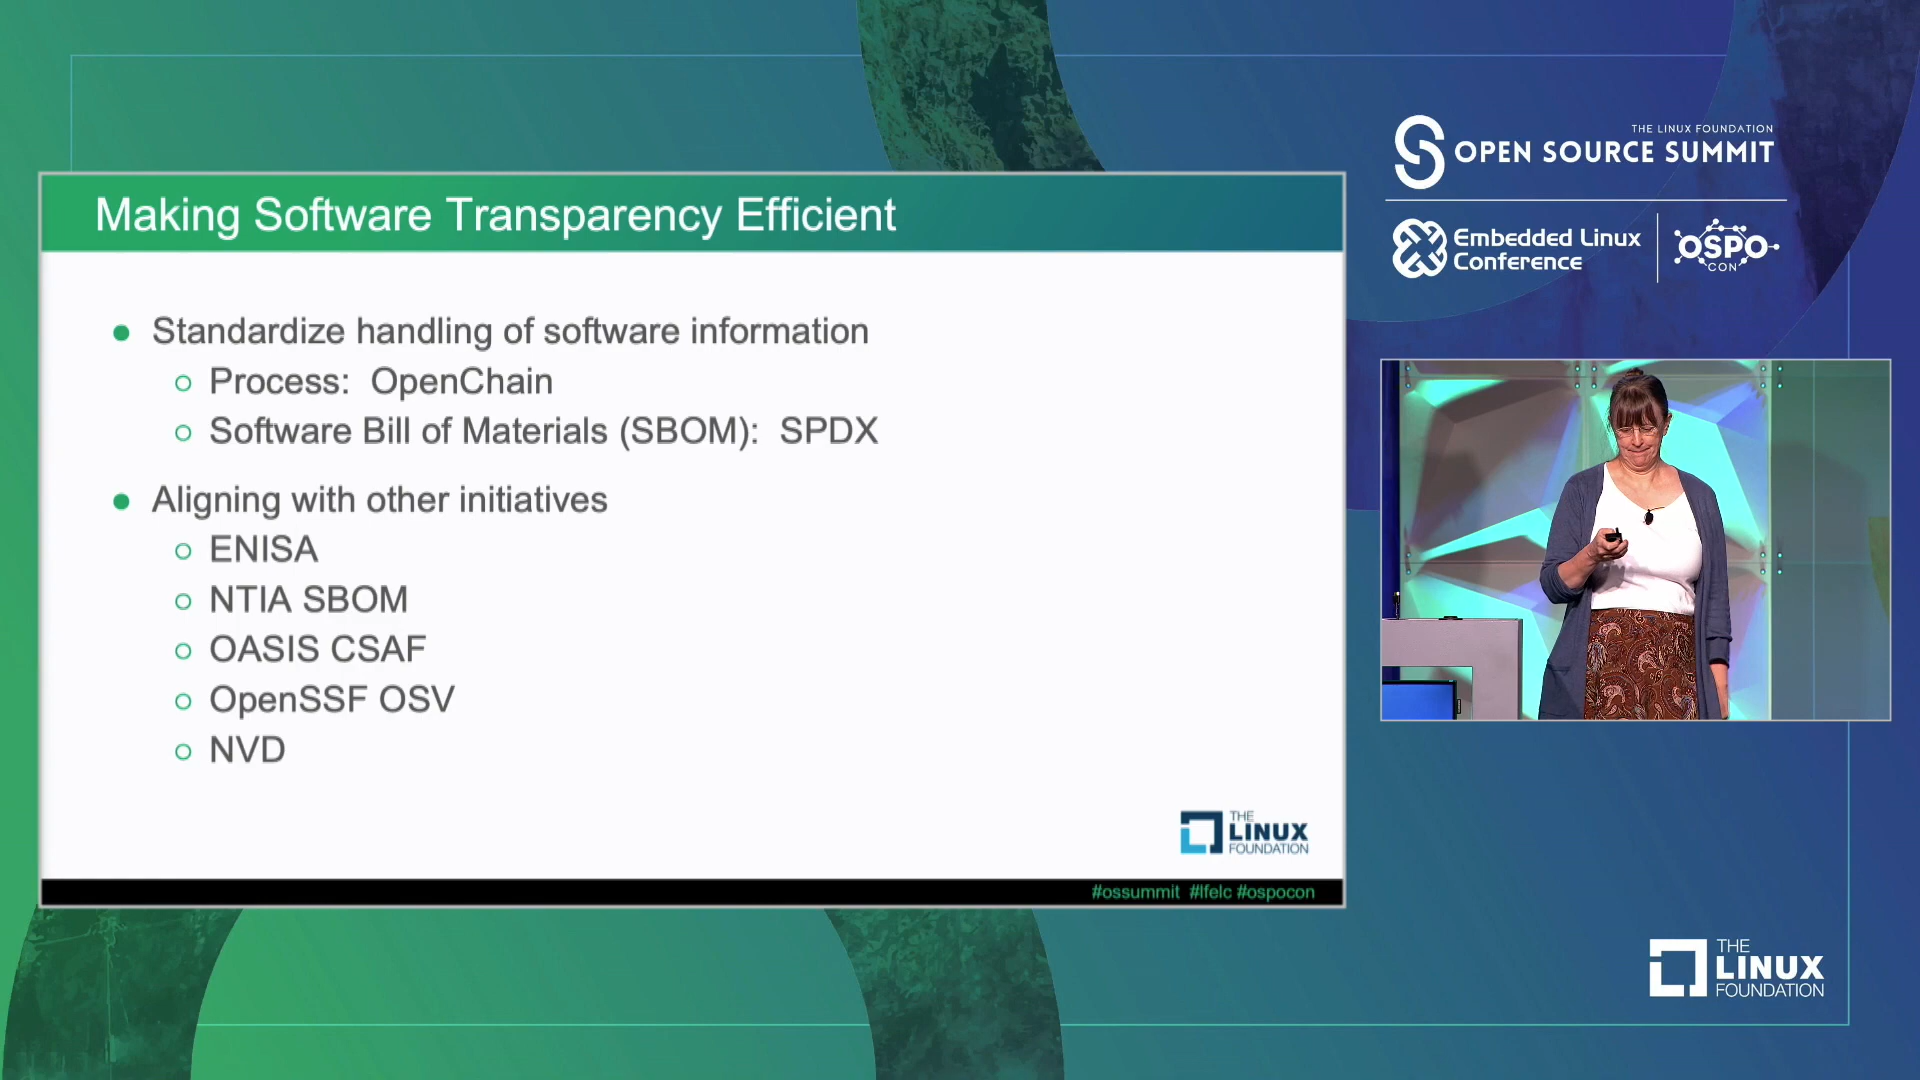 Making Software Transparency Efficient
● Standardize handling of software information
○ Process: OpenChain
○ Software Bill of Materials (SBOM): SPDX
● Aligning with other initiatives
○ ENISA
○ NTIA SBOM
○ OASIS CSAF
○ OpenSSF OSV
○ NVD
THE
LINUX
FOUNDATION
#ossummit #lfelc #ospocon
THE LINUX FOUNDATION
OPEN SOURCE SUMMIT
Embedded Linux
Conference
OSPO
CON
THE
LINUX
FOUNDATION